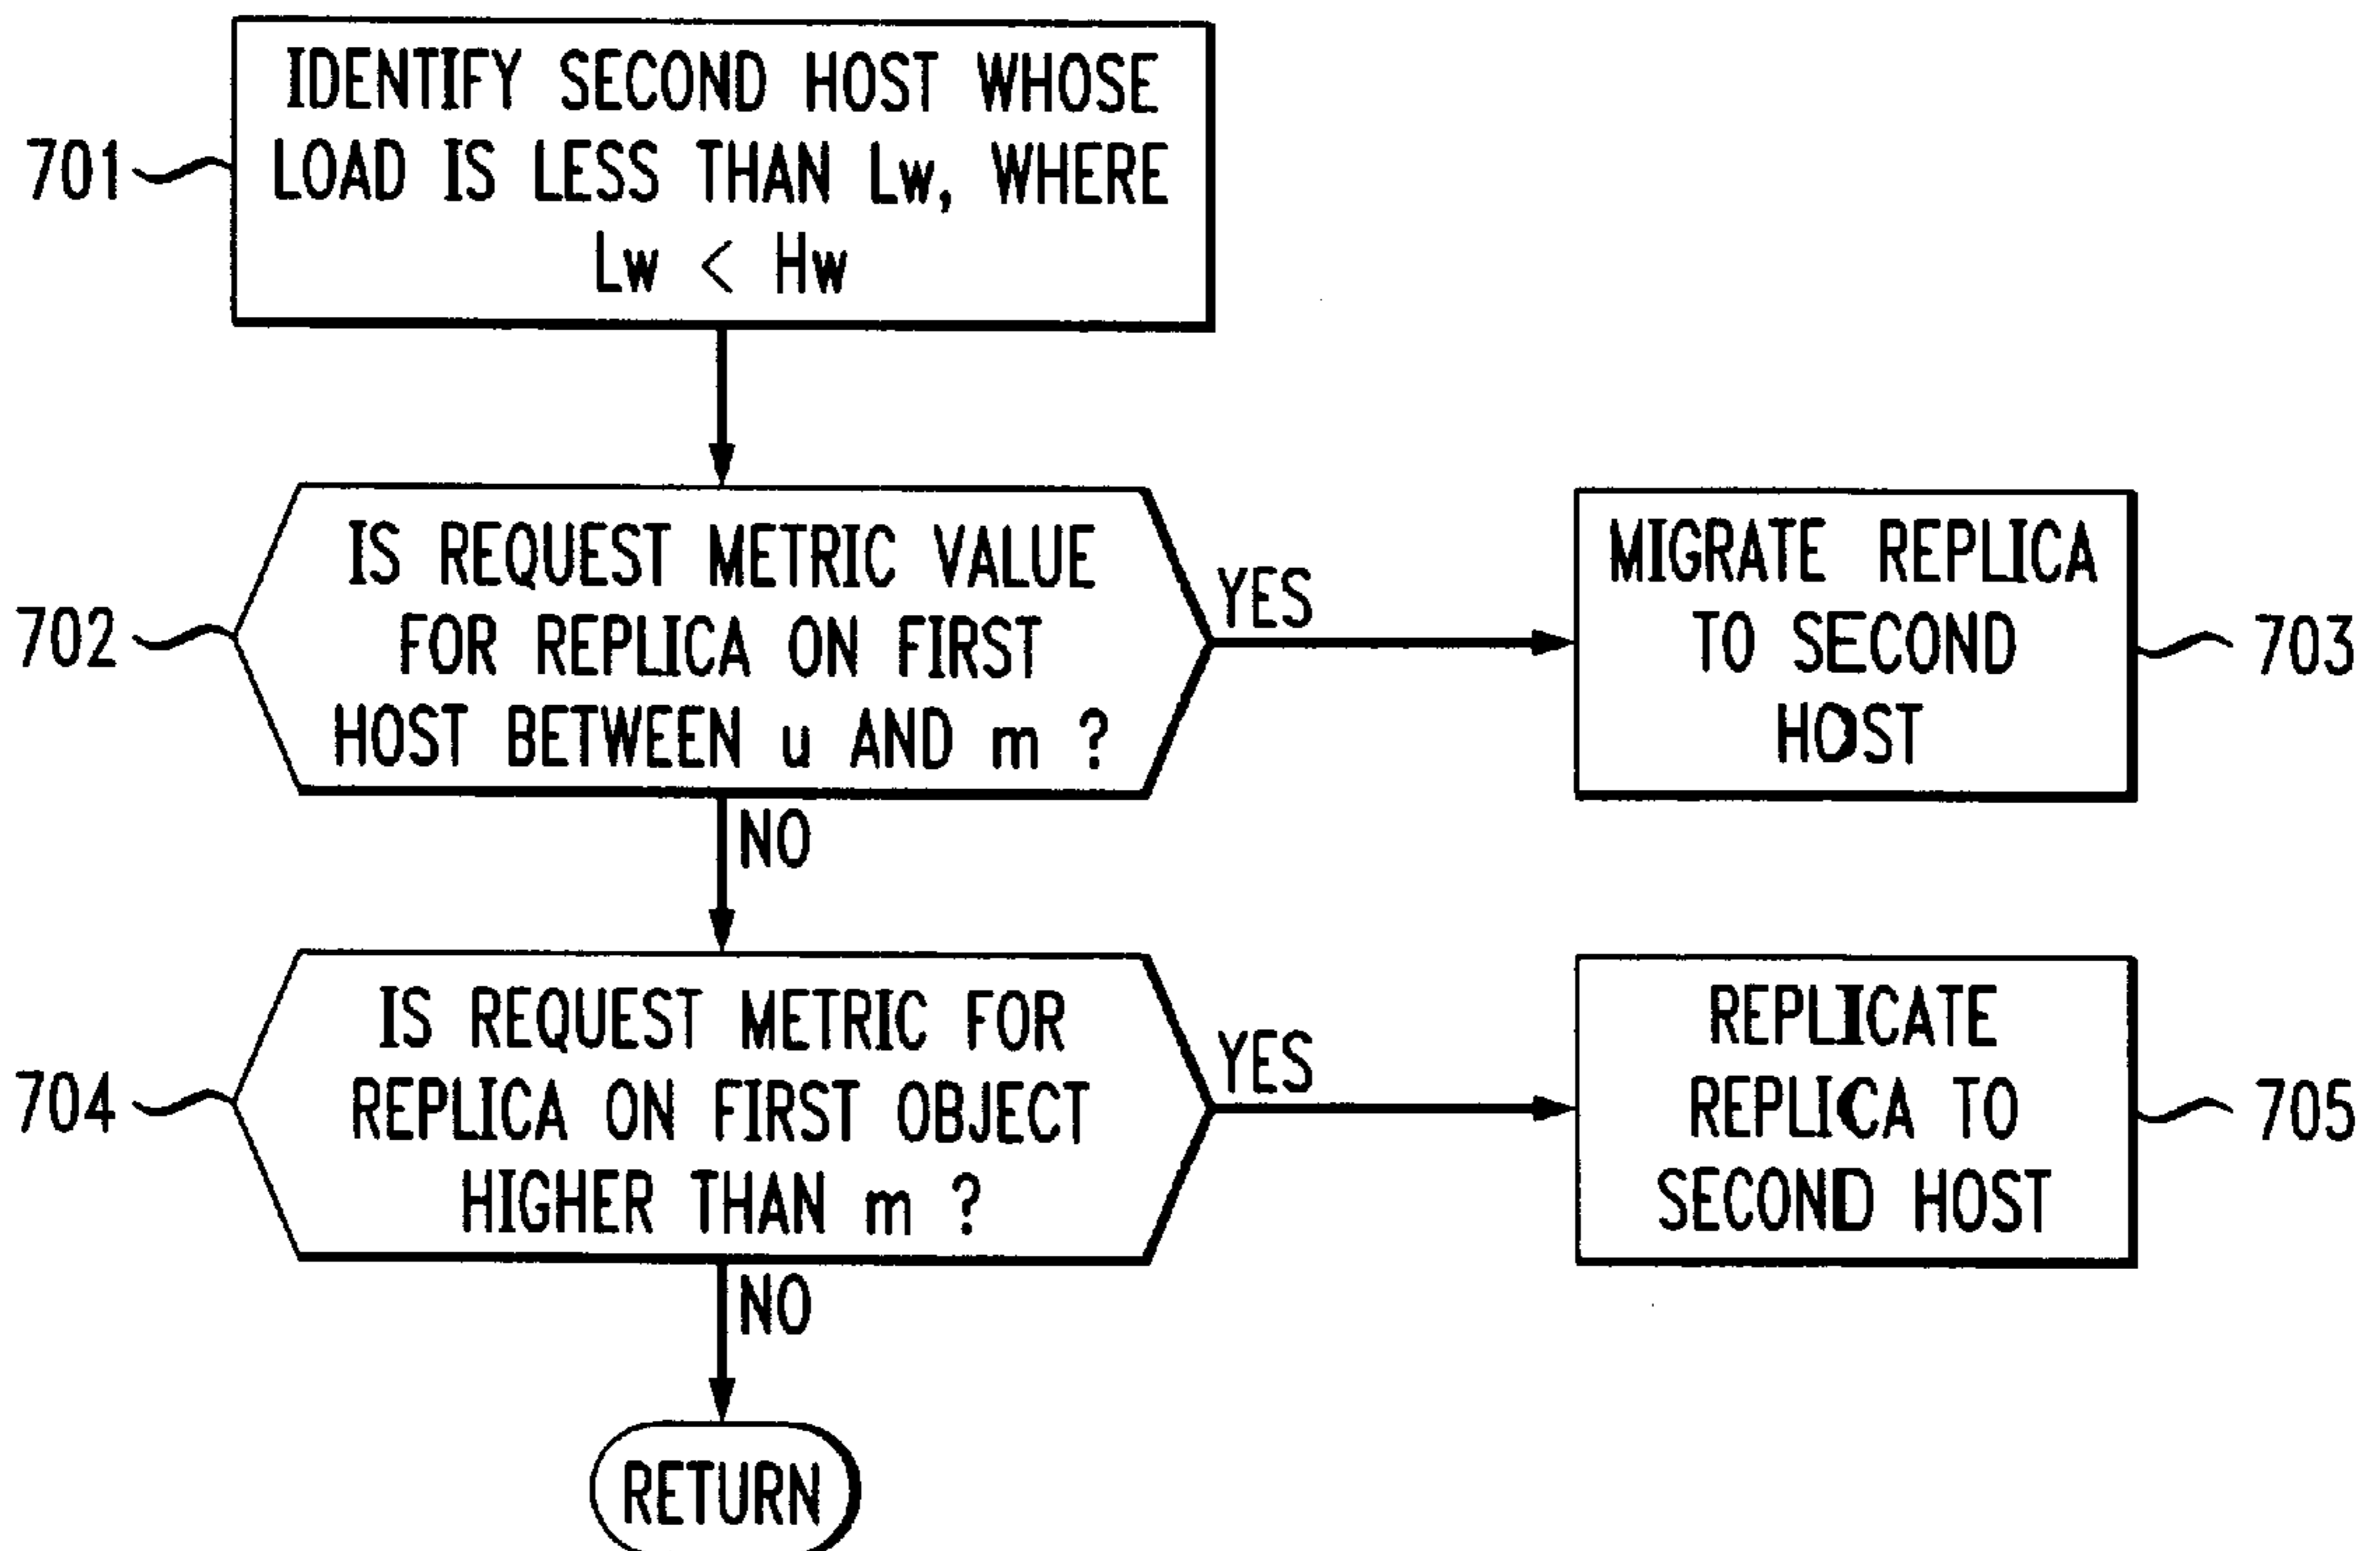 IDENTIFY SECOND HOST WHOSE
LOAD IS LESS THAN Lw, WHERE
Lw < Hw
701
IS REQUEST METRIC VALUE
FOR REPLICA ON FIRST
HOST BETWEEN u AND m ?
702
YES
MIGRATE REPLICA
TO SECOND
HOST
703
NO
IS REQUEST METRIC FOR
REPLICA ON FIRST OBJECT
HIGHER THAN m ?
704
YES
REPLICATE
REPLICA TO
SECOND HOST
705
NO
RETURN